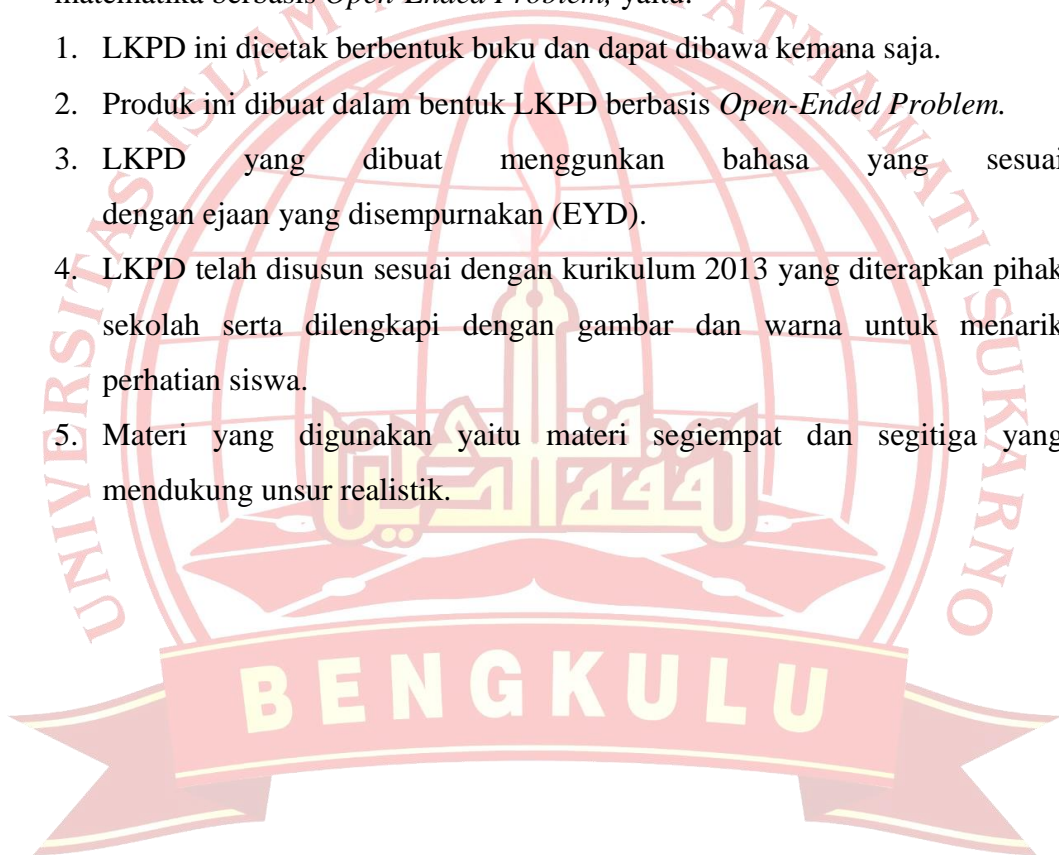 matematika berbasis Open-Ended Problem, yaitu:
1. LKPD ini dicetak berbentuk buku dan dapat dibawa kemana saja.
2. Produk ini dibuat dalam bentuk LKPD berbasis Open-Ended Problem.
3. LKPD yang dibuat menggunkan bahasa yang sesuai
dengan ejaan yang disempurnakan (EYD).
4. LKPD telah disusun sesuai dengan kurikulum 2013 yang diterapkan pihak
sekolah serta dilengkapi dengan gambar dan warna untuk menarik
perhatian siswa.
5. Materi yang digunakan yaitu materi segiempat dan segitiga yang
mendukung unsur realistik.
BENGKULU